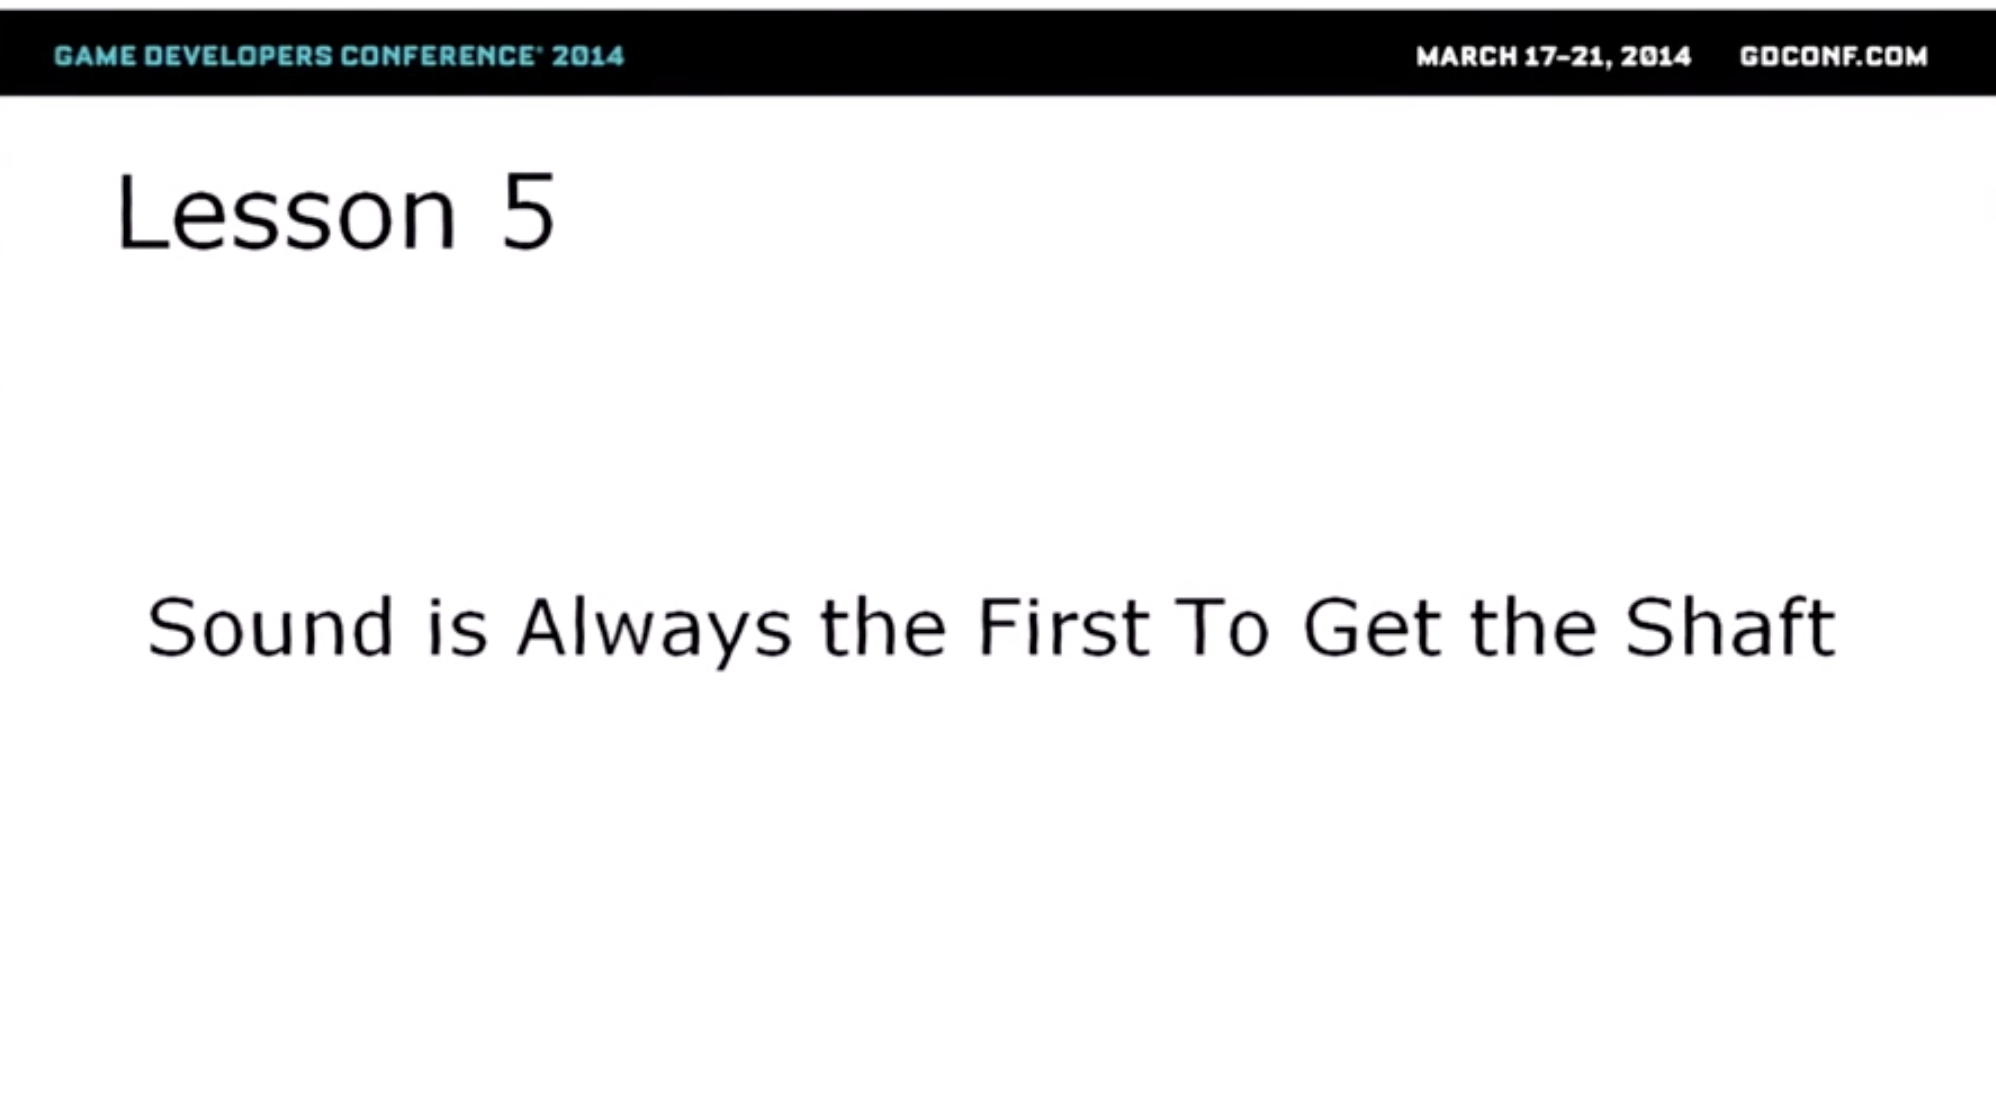 GAME DEVELOPERS CONFERENCE® 2014
MARCH 17–21, 2014 GDCONF.COM
Lesson 5
Sound is Always the First To Get the Shaft